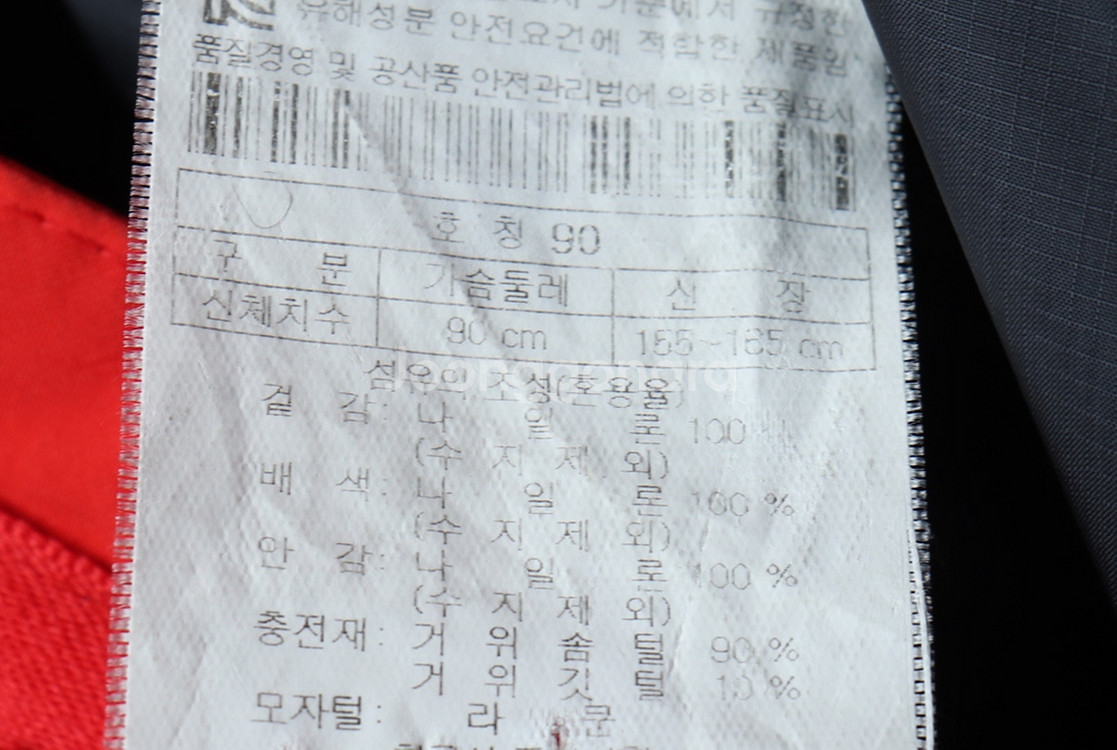 유해성분 안전요건에 적합한 제품임
품질경영 및 공산품 안전관리법에 의한 품질표시
호 칭 90
구 분 가슴둘레 신 장
신체치수 90 cm 155~165 cm
섬유의 조성(혼용율)
겉 감: 나 일 론 100
(수 지 제 외)
배 색: 나 일 론 100 %
(수 지 제 외)
안 감: 나 일 론 100 %
(수 지 제 외)
충전재: 거 위 솜 털 90 %
거 위 깃 털 10 %
모자털: 라 쿤